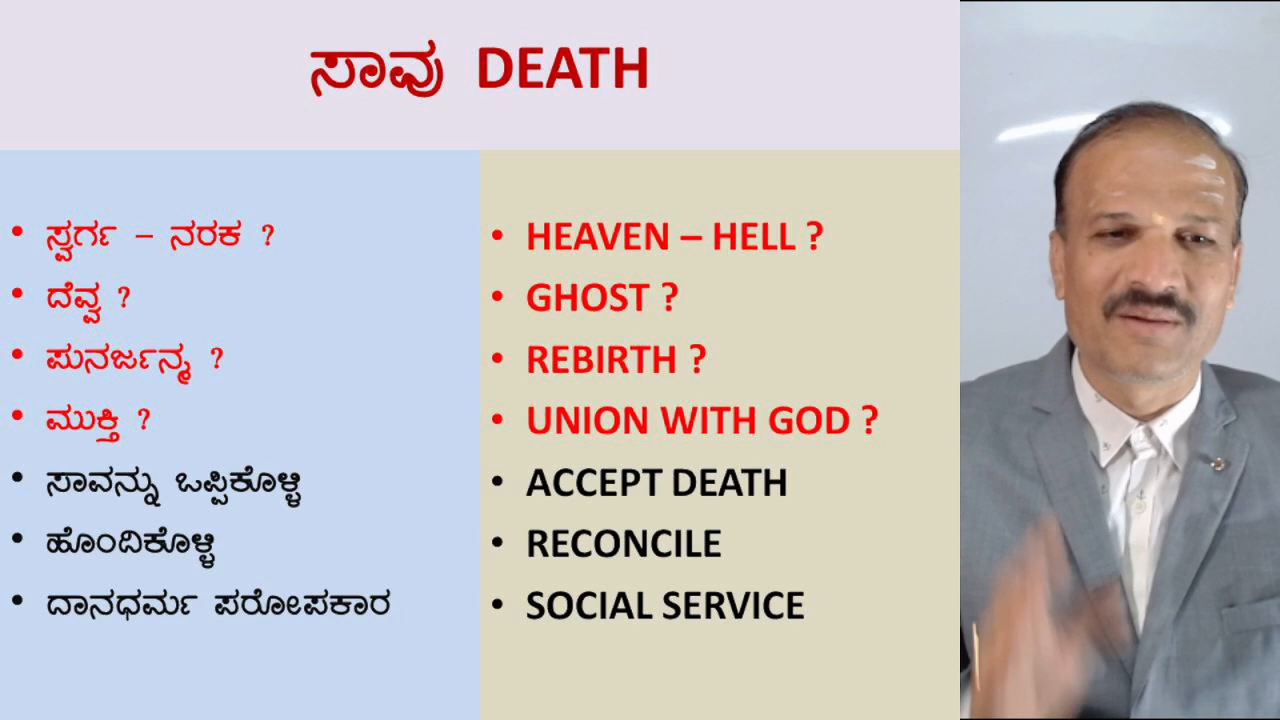 ಸಾವು DEATH
• ಸ್ವರ್ಗ – ನರಕ ?
• ದೆವ್ವ ?
• ಪುನರ್ಜನ್ಮ ?
• ಮುಕ್ತಿ ?
• ಸಾವನ್ನು ಒಪ್ಪಿಕೊಳ್ಳಿ
• ಹೊಂದಿಕೊಳ್ಳಿ
• ದಾನಧರ್ಮ ಪರೋಪಕಾರ
• HEAVEN – HELL ?
• GHOST ?
• REBIRTH ?
• UNION WITH GOD ?
• ACCEPT DEATH
• RECONCILE
• SOCIAL SERVICE